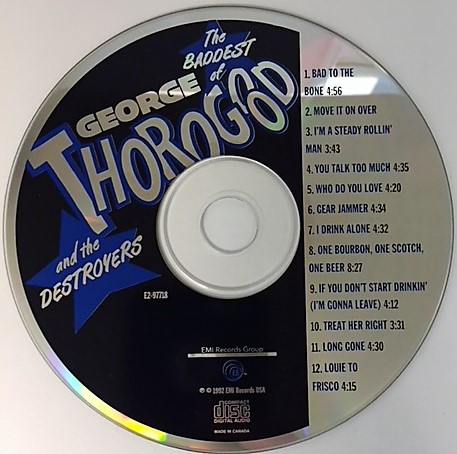 The
BADDEST
of
GEORGE
THOROGOOD
and the
DESTROYERS
E2-97718
EMI Records Group
℗ © 1992 EMI Records USA
COMPACT
disc
DIGITAL AUDIO
MADE IN CANADA
1. BAD TO THE
BONE 4:56
2. MOVE IT ON OVER
3. I'M A STEADY ROLLIN'
MAN 3:43
4. YOU TALK TOO MUCH 4:35
5. WHO DO YOU LOVE 4:20
6. GEAR JAMMER 4:34
7. I DRINK ALONE 4:32
8. ONE BOURBON, ONE SCOTCH,
ONE BEER 8:27
9. IF YOU DON'T START DRINKIN'
(I'M GONNA LEAVE) 4:12
10. TREAT HER RIGHT 3:31
11. LONG GONE 4:30
12. LOUIE TO
FRISCO 4:15